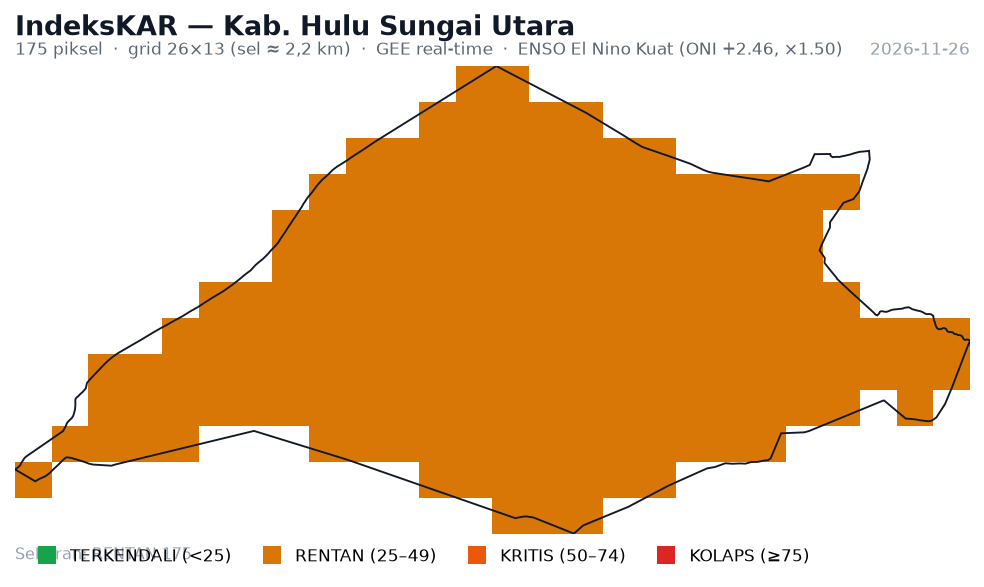 IndeksKAR — Kab. Hulu Sungai Utara
175 piksel · grid 26×13 (sel ≈ 2,2 km) · GEE real-time · ENSO El Nino Kuat (ONI +2.46, ×1.50) 2026-11-26
TERKENDALI (<25) RENTAN (25–49) KRITIS (50–74) KOLAPS (≥75)
RENTAN 175